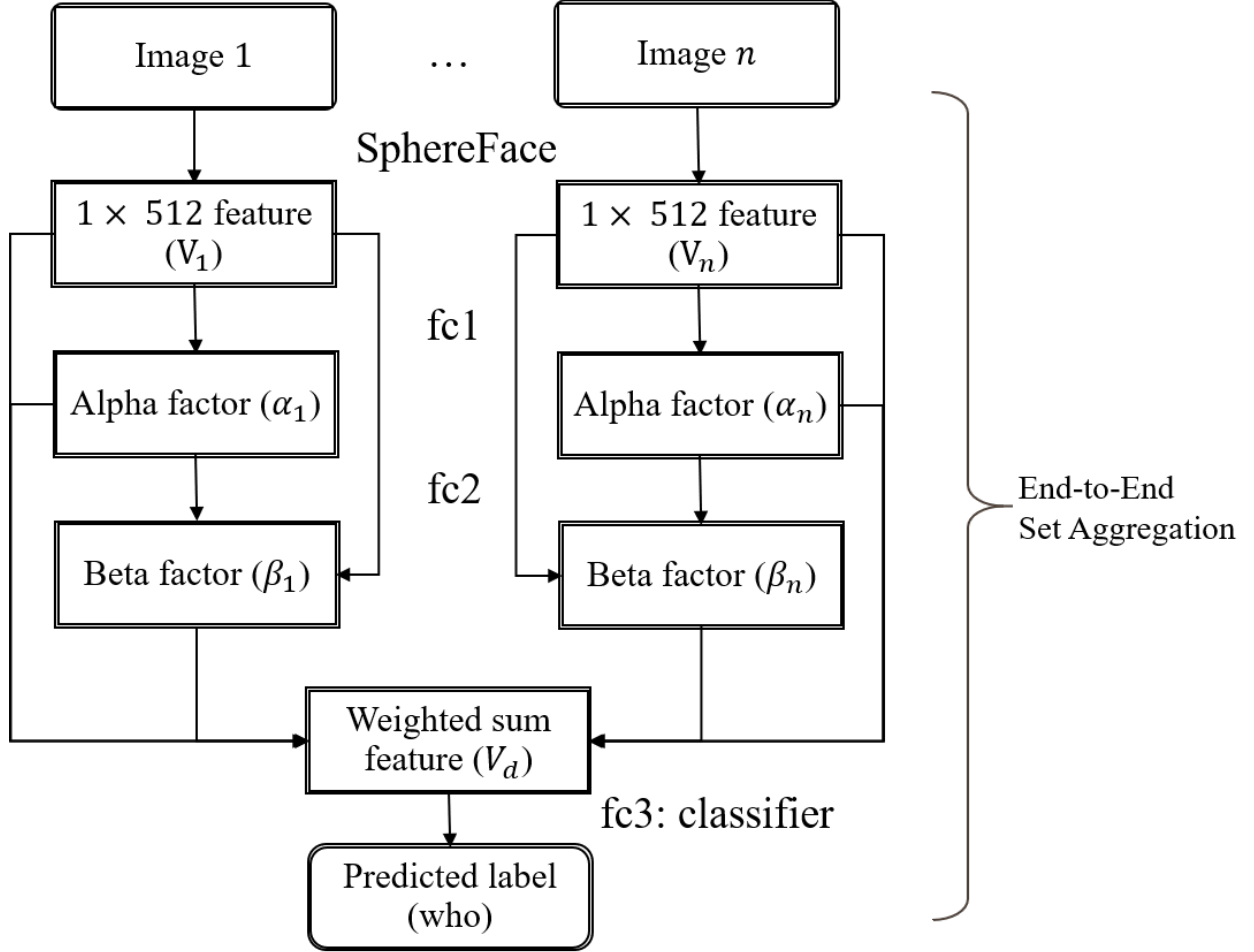 Image 1
…
Image 𝑛
SphereFace
1 × 512 feature
(V₁)
1 × 512 feature
(V𝑛)
fc1
Alpha factor (𝛼₁)
Alpha factor (𝛼𝑛)
fc2
Beta factor (𝛽₁)
Beta factor (𝛽𝑛)
End-to-End
Set Aggregation
Weighted sum
feature (𝑉𝑑)
fc3: classifier
Predicted label
(who)